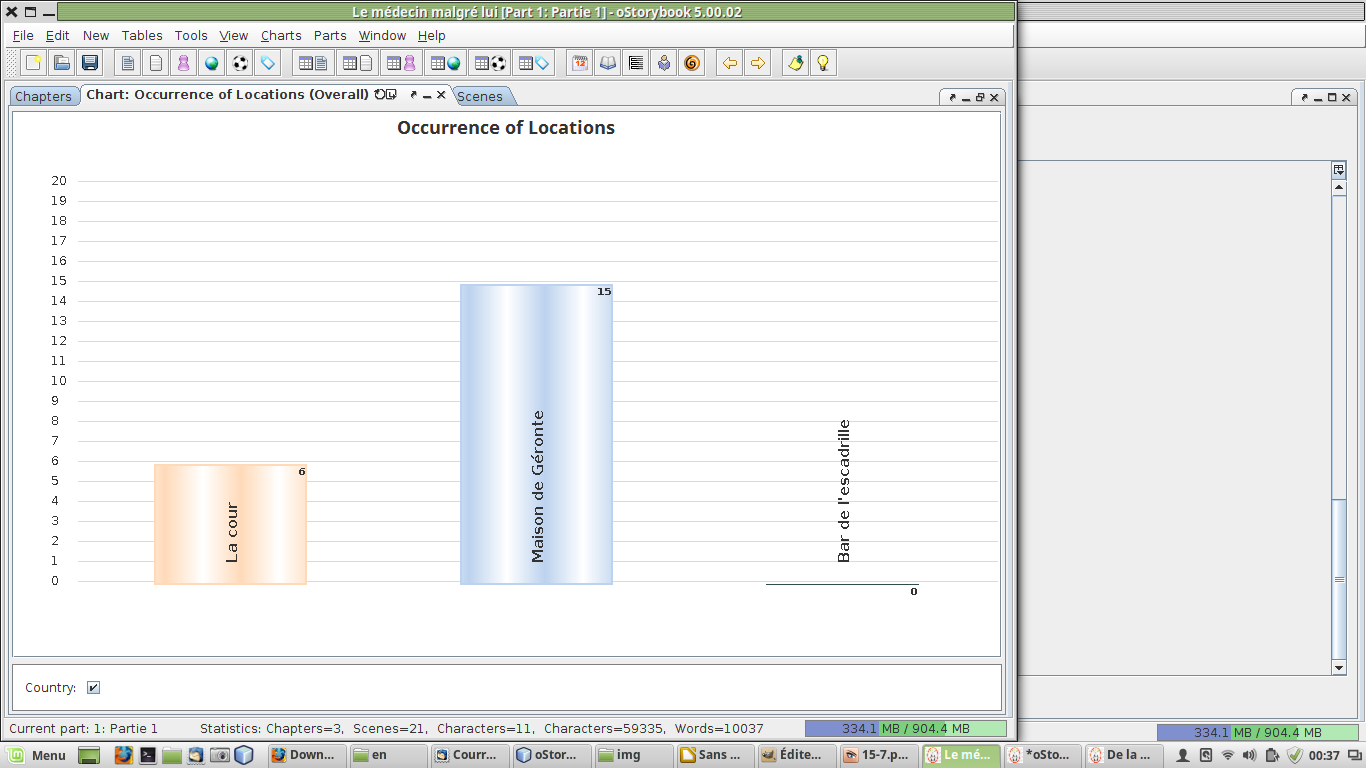 Le médecin malgré lui [Part 1: Partie 1] - oStorybook 5.00.02
File Edit New Tables Tools View Charts Parts Window Help
Chapters Chart: Occurrence of Locations (Overall) Scenes
Occurrence of Locations
20
19
18
17
16
15
14
13
12
11
10
9
8
7
6
5
4
3
2
1
0
6
La cour
15
Maison de Géronte
Bar de l'escadrille
0
Country:
Current part: 1: Partie 1 Statistics: Chapters=3, Scenes=21, Characters=11, Characters=59335, Words=10037 334.1 MB / 904.4 MB
334.1 MB / 904.4 MB
Menu Down... en Courr... oStor... img Sans ... Édite... 15-7.p... Le mé... *oSto... De la ... 00:37